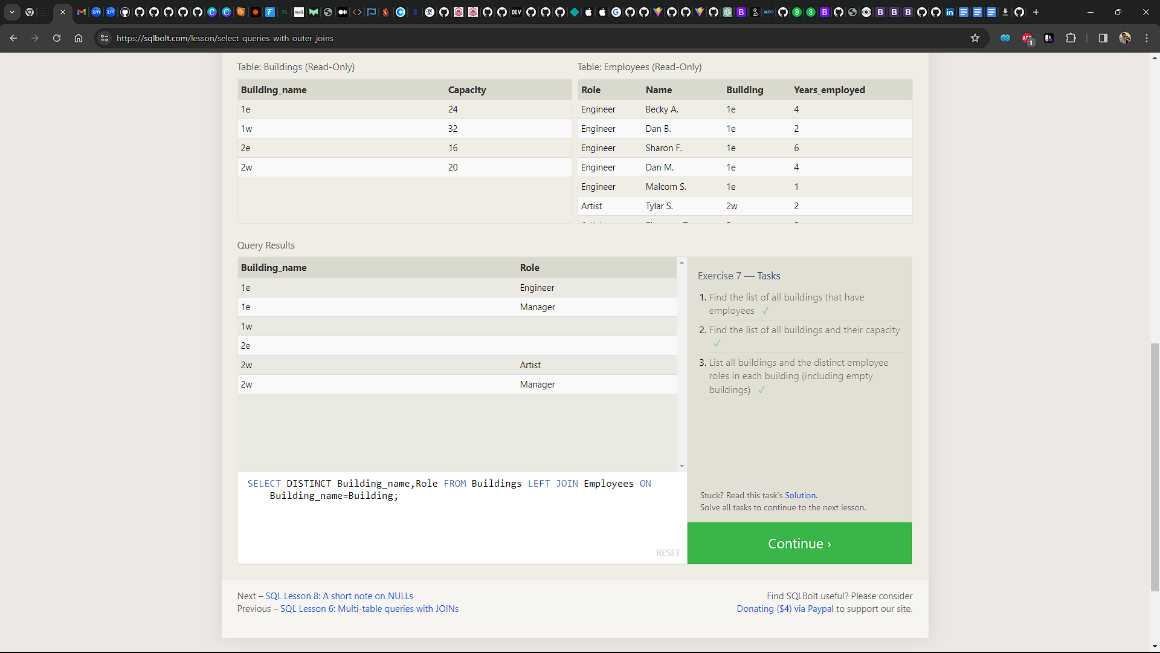 https://sqlbolt.com/lesson/select-queries-with-outer-joins
Table: Buildings (Read-Only)
Building_name Capacity
1e 24
1w 32
2e 16
2w 20
Table: Employees (Read-Only)
Role Name Building Years_employed
Engineer Becky A. 1e 4
Engineer Dan B. 1e 2
Engineer Sharon F. 1e 6
Engineer Dan M. 1e 4
Engineer Malcom S. 1e 1
Artist Tylar S. 2w 2
Query Results
Building_name Role
1e Engineer
1e Manager
1w
2e
2w Artist
2w Manager
SELECT DISTINCT Building_name,Role FROM Buildings LEFT JOIN Employees ON
Building_name=Building;
RESET
Exercise 7 — Tasks
1. Find the list of all buildings that have
employees ✓
2. Find the list of all buildings and their capacity
✓
3. List all buildings and the distinct employee
roles in each building (including empty
buildings) ✓
Stuck? Read this task's Solution.
Solve all tasks to continue to the next lesson.
Continue ›
Next – SQL Lesson 8: A short note on NULLs
Previous – SQL Lesson 6: Multi-table queries with JOINs
Find SQLBolt useful? Please consider
Donating ($4) via Paypal to support our site.